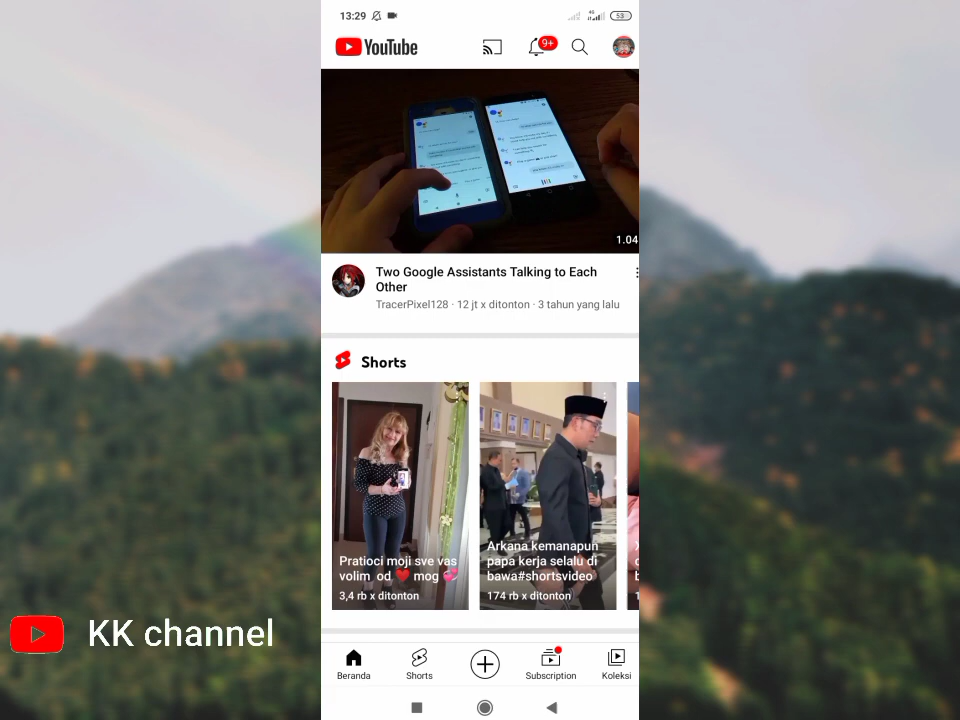 13:29
4G
53
YouTube
9+
1.04
Two Google Assistants Talking to Each
Other
TracerPixel128 · 12 jt x ditonton · 3 tahun yang lalu
Shorts
Pratioci moji sve vas
volim od ❤️ mog 💞
3,4 rb x ditonton
Arkana kemanapun
papa kerja selalu di
bawa#shortsvideo
174 rb x ditonton
KK channel
Beranda
Shorts
Subscription
Koleksi